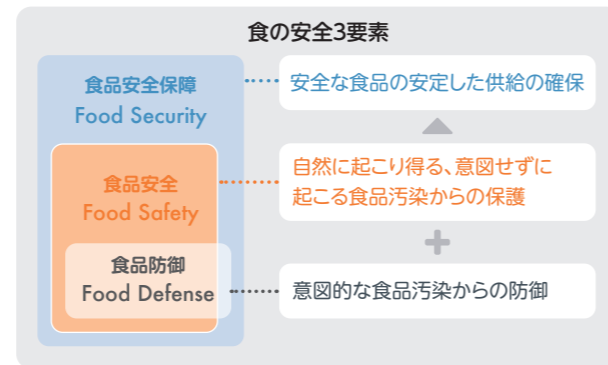 食の安全3要素
食品安全保障
Food Security
安全な食品の安定した供給の確保
食品安全
Food Safety
自然に起こり得る、意図せずに
起こる食品汚染からの保護
食品防御
Food Defense
意図的な食品汚染からの防御